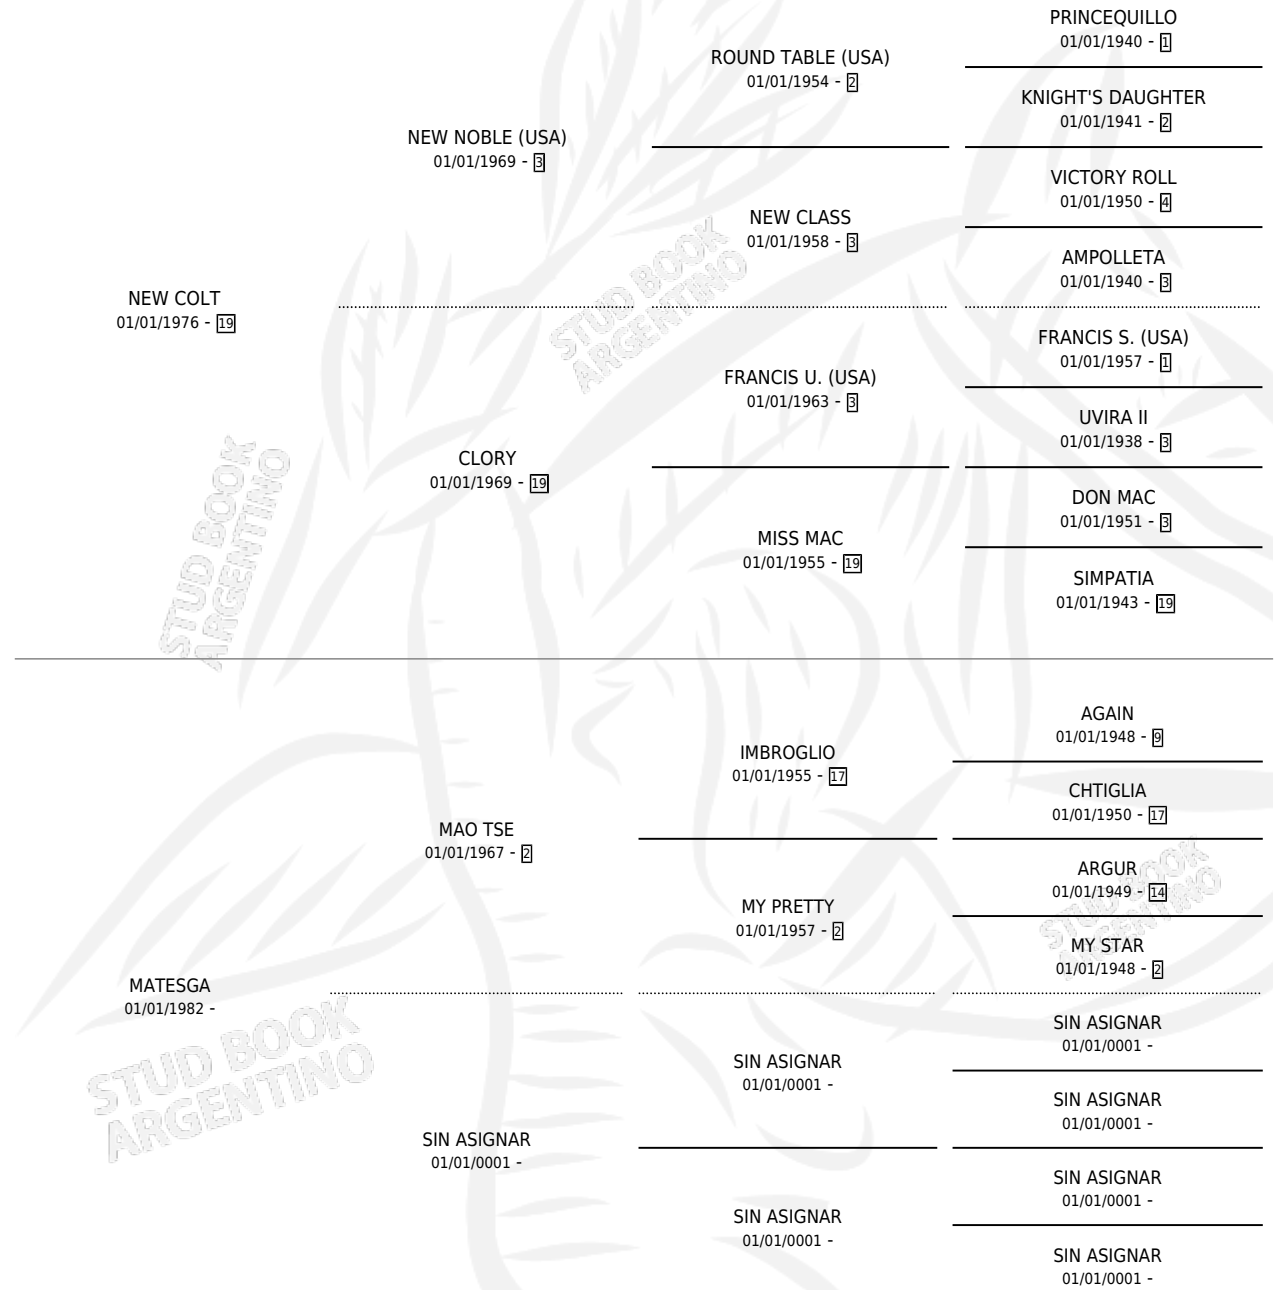 PRINCEQUILLO
01/01/1940 - 1
ROUND TABLE (USA)
01/01/1954 - 2
KNIGHT'S DAUGHTER
01/01/1941 - 2
NEW NOBLE (USA)
01/01/1969 - 3
VICTORY ROLL
01/01/1950 - 4
NEW CLASS
01/01/1958 - 3
AMPOLLETA
01/01/1940 - 3
NEW COLT
01/01/1976 - 19
FRANCIS S. (USA)
01/01/1957 - 1
FRANCIS U. (USA)
01/01/1963 - 3
UVIRA II
01/01/1938 - 3
CLORY
01/01/1969 - 19
DON MAC
01/01/1951 - 3
MISS MAC
01/01/1955 - 19
SIMPATIA
01/01/1943 - 19
STUD BOOK
ARGENTINO
STUD BOOK
ARGENTINO
AGAIN
01/01/1948 - 9
IMBROGLIO
01/01/1955 - 17
CHTIGLIA
01/01/1950 - 17
MAO TSE
01/01/1967 - 2
ARGUR
01/01/1949 - 14
MY PRETTY
01/01/1957 - 2
MY STAR
01/01/1948 - 2
STUD BOOK
ARGENTINO
MATESGA
01/01/1982 -
SIN ASIGNAR
01/01/0001 -
SIN ASIGNAR
01/01/0001 -
SIN ASIGNAR
01/01/0001 -
SIN ASIGNAR
01/01/0001 -
SIN ASIGNAR
01/01/0001 -
SIN ASIGNAR
01/01/0001 -
SIN ASIGNAR
01/01/0001 -
STUD BOOK
ARGENTINO